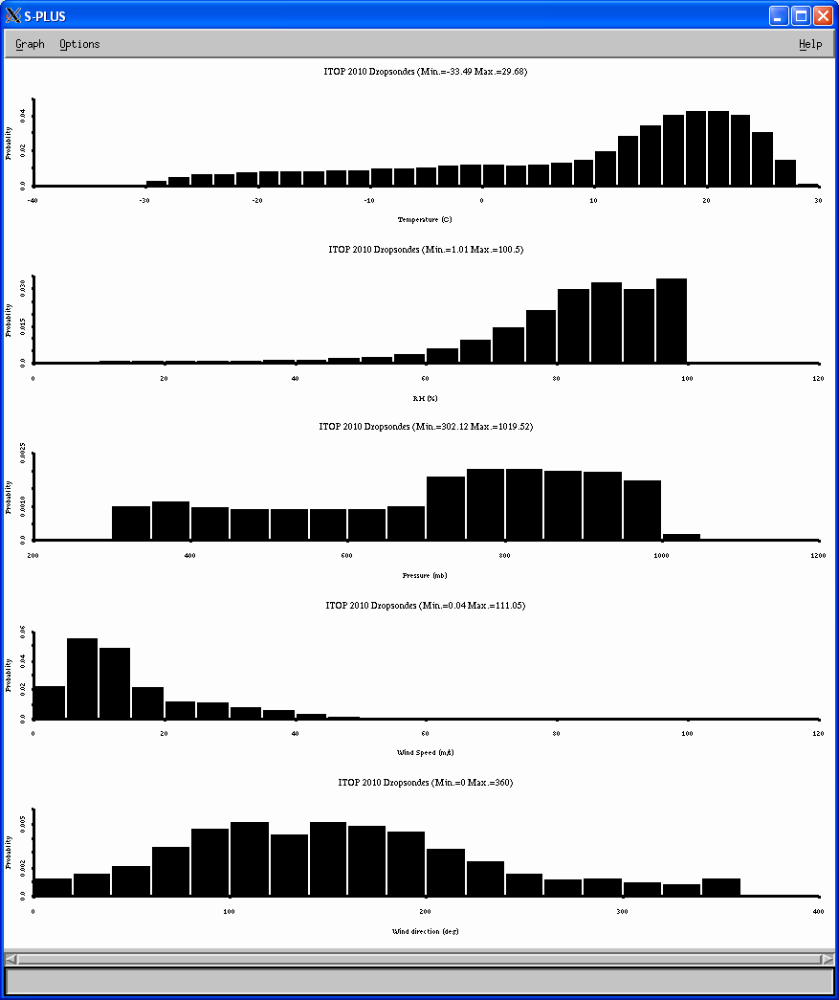 S-PLUS
Graph Options Help
ITOP 2010 Dropsondes (Min.=-33.49 Max.=29.68)
Probablity
0.0 0.02 0.04
-40 -30 -20 -10 0 10 20 30
Temperature (C)
ITOP 2010 Dropsondes (Min.=1.01 Max.=100.5)
Probablity
0.0 0.015 0.030
0 20 40 60 80 100 120
RH (%)
ITOP 2010 Dropsondes (Min.=302.12 Max.=1019.52)
Probablity
0.0 0.0010 0.0025
200 400 600 800 1000 1200
Pressure (mb)
ITOP 2010 Dropsondes (Min.=0.04 Max.=111.05)
Probablity
0.0 0.02 0.04 0.06
0 20 40 60 80 100 120
Wind Speed (m/s)
ITOP 2010 Dropsondes (Min.=0 Max.=360)
Probablity
0.0 0.002 0.005
0 100 200 300 400
Wind direction (deg)